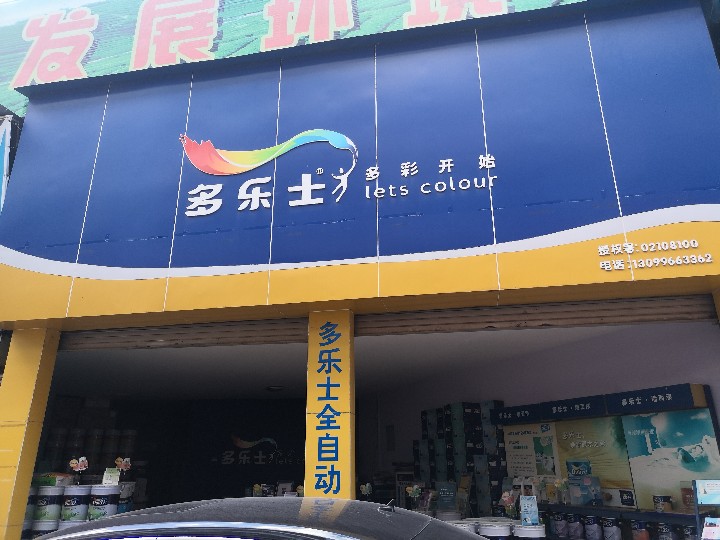 发展环境
多乐士
多彩开始
lets colour
授权客:02108100
电话:13099663362
多乐士全自动
多乐士